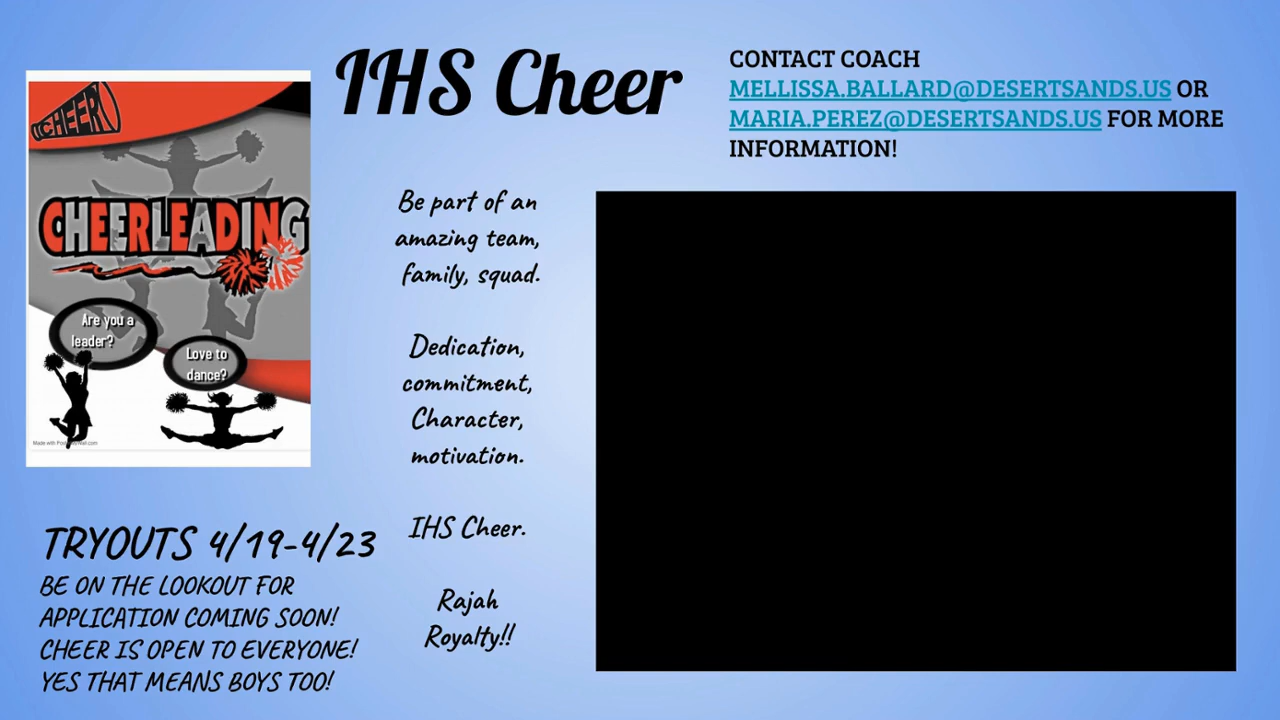 IHS Cheer
CONTACT COACH
MELLISSA.BALLARD@DESERTSANDS.US OR
MARIA.PEREZ@DESERTSANDS.US FOR MORE
INFORMATION!
CHEER
CHEERLEADING
Are you a
leader?
Love to
dance?
Be part of an
amazing team,
family, squad.
Dedication,
commitment,
Character,
motivation.
IHS Cheer.
Rajah
Royalty!!
TRYOUTS 4/19-4/23
BE ON THE LOOKOUT FOR
APPLICATION COMING SOON!
CHEER IS OPEN TO EVERYONE!
YES THAT MEANS BOYS TOO!
Made with